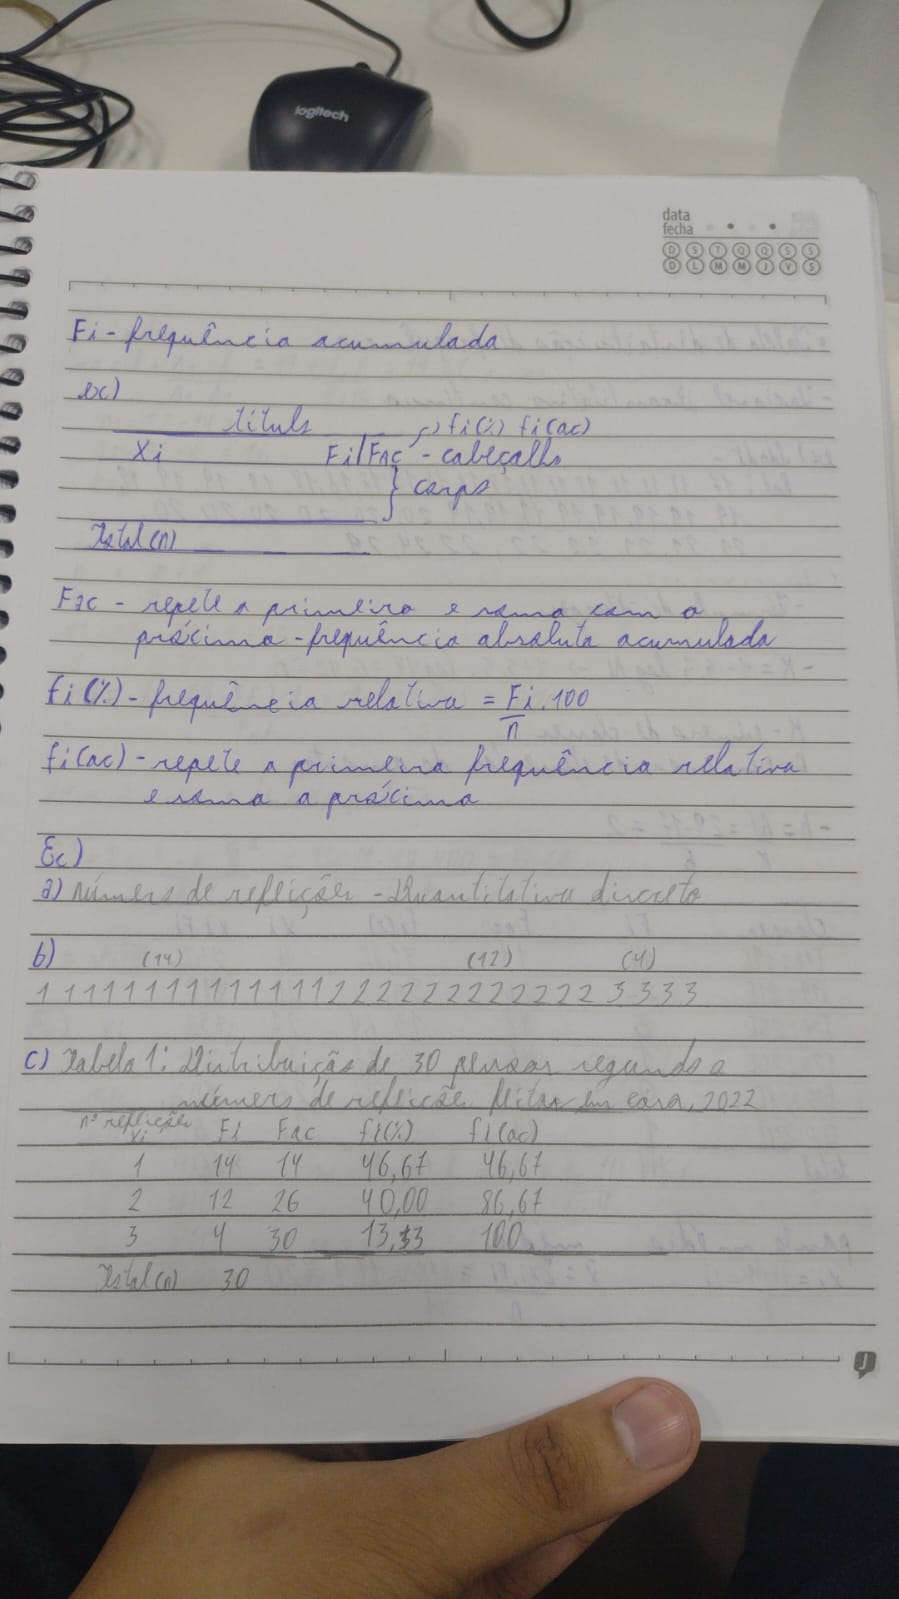 logitech
data
fecha
D S T Q Q S S
D L M M J V S
Fi - frequência acumulada
ex)
título fi(%) fi(ac)
Xi Fi/FAC - cabeçalho
} corpo
Total(n)
Fac - repete a primeira e soma com a
próxima - frequência absoluta acumulada
fi(%) - frequência relativa = Fi . 100
n
fi(ac) - repete a primeira frequência relativa
e soma a próxima
Ex)
a) número de refeições - Quantitativa discreta
b) (14) (12) (4)
1 1 1 1 1 1 1 1 1 1 1 1 1 1 2 2 2 2 2 2 2 2 2 2 2 2 3 3 3 3
c) Tabela 1: Distribuição de 30 pessoas segundo o
número de refeições feitas em casa, 2022
nº refeições
Xi Fi Fac fi(%) fi(ac)
1 14 14 46,67 46,67
2 12 26 40,00 86,67
3 4 30 13,33 100
Total(n) 30
J